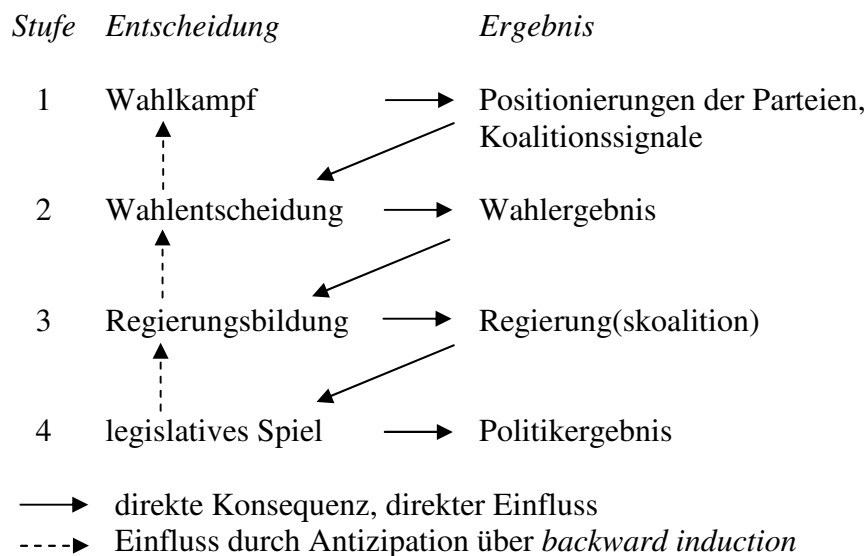 Stufe Entscheidung Ergebnis
1 Wahlkampf Positionierungen der Parteien,
Koalitionssignale
2 Wahlentscheidung Wahlergebnis
3 Regierungsbildung Regierung(skoalition)
4 legislatives Spiel Politikergebnis
direkte Konsequenz, direkter Einfluss
Einfluss durch Antizipation über backward induction